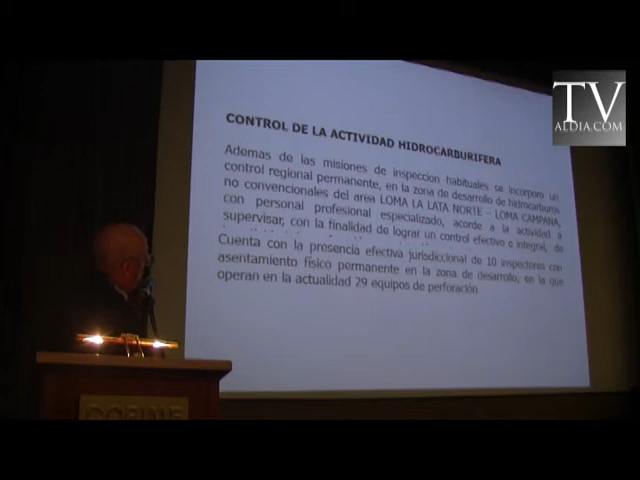 TV
ALDIA.COM
CONTROL DE LA ACTIVIDAD HIDROCARBURIFERA
Ademas de las misiones de inspeccion habituales se incorporo un
control regional permanente, en la zona de desarrollo de hidrocarburos
no convencionales del area LOMA LA LATA NORTE - LOMA CAMPANA,
con personal profesional especializado, acorde a la actividad a
supervisar, con la finalidad de lograr un control efectivo e integral, de
Cuenta con la presencia efectiva jurisdiccional de 10 inspectores con
asentamiento físico permanente en la zona de desarrollo, en la que
operan en la actualidad 29 equipos de perforación